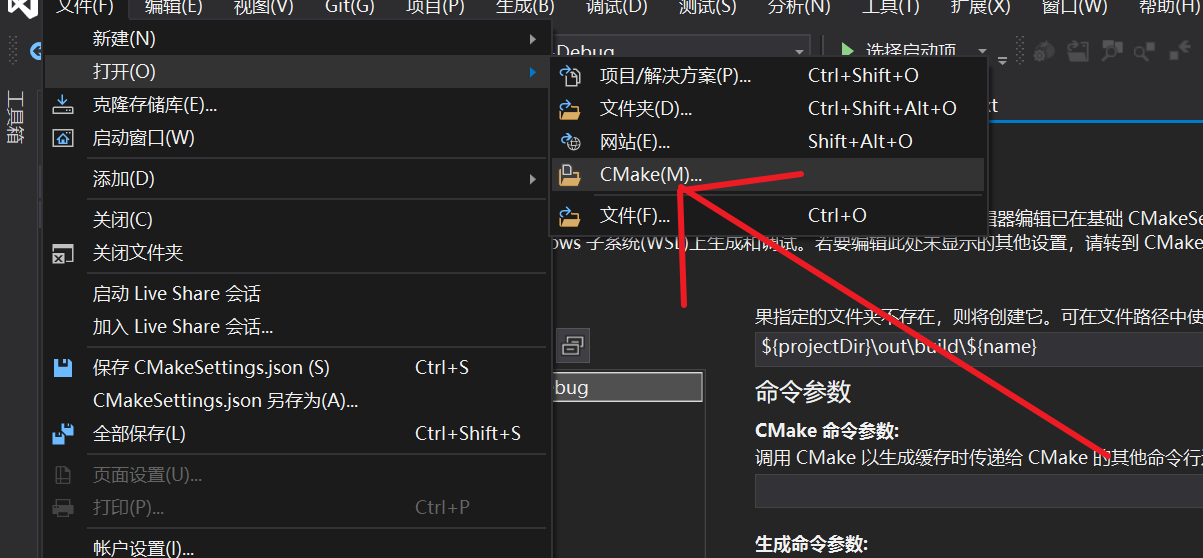 文件(F) 编辑(E) 视图(V) Git(G) 项目(P) 生成(B) 调试(D) 测试(S) 分析(N) 工具(T) 扩展(X) 窗口(W) 帮助(H)
工具箱
新建(N)
打开(O)
克隆存储库(E)...
启动窗口(W)
添加(D)
关闭(C)
关闭文件夹
启动 Live Share 会话
加入 Live Share 会话...
保存 CMakeSettings.json (S) Ctrl+S
CMakeSettings.json 另存为(A)...
全部保存(L) Ctrl+Shift+S
页面设置(U)...
打印(P)... Ctrl+P
帐户设置(I)...
-Debug 选择启动项
项目/解决方案(P)... Ctrl+Shift+O
文件夹(D)... Ctrl+Shift+Alt+O
网站(E)... Shift+Alt+O
CMake(M)...
文件(F)... Ctrl+O
器编辑已在基础 CMakeSe
ows 子系统(WSL)上生成和调试。若要编辑此处未显示的其他设置，请转到 CMake
果指定的文件夹不存在，则将创建它。可在文件路径中使
${projectDir}\out\build\${name}
bug
命令参数
CMake 命令参数:
调用 CMake 以生成缓存时传递给 CMake 的其他命令行
生成命令参数: